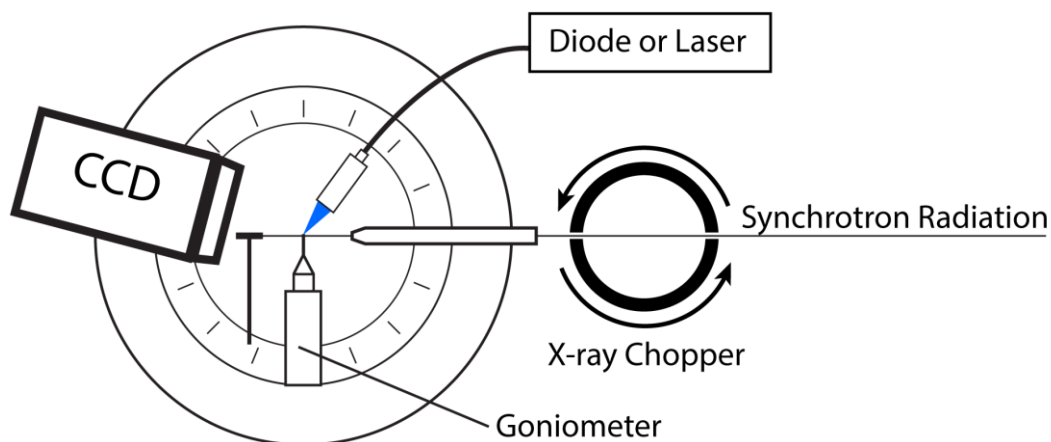 Diode or Laser
CCD
Synchrotron Radiation
X-ray Chopper
Goniometer